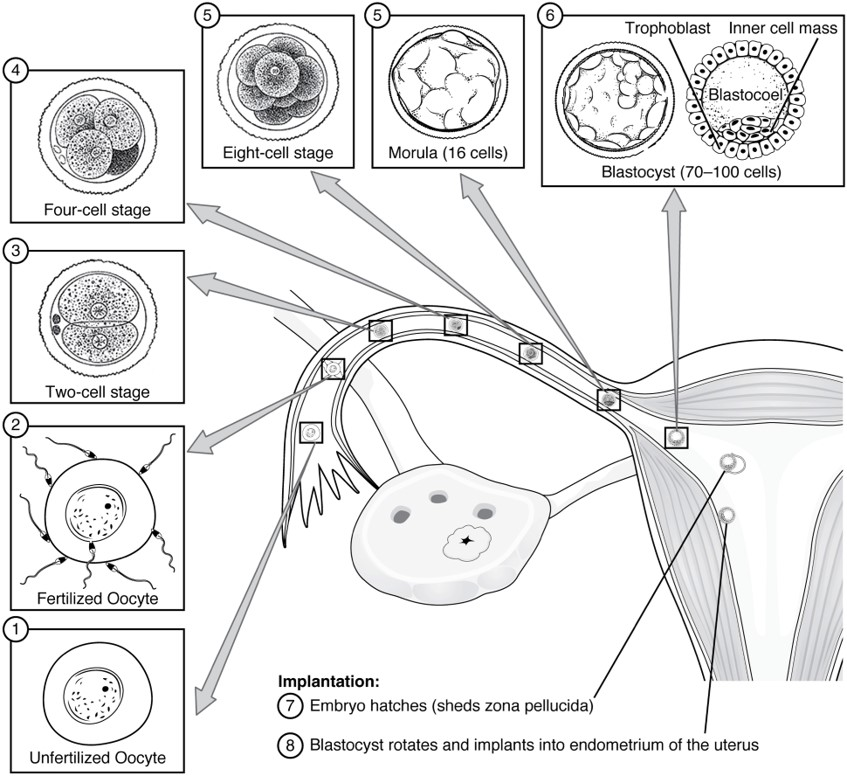 5
Eight-cell stage
5
Morula (16 cells)
6
Trophoblast
Inner cell mass
Blastocoel
Blastocyst (70–100 cells)
4
Four-cell stage
3
Two-cell stage
2
Fertilized Oocyte
1
Unfertilized Oocyte
Implantation:
7 Embryo hatches (sheds zona pellucida)
8 Blastocyst rotates and implants into endometrium of the uterus